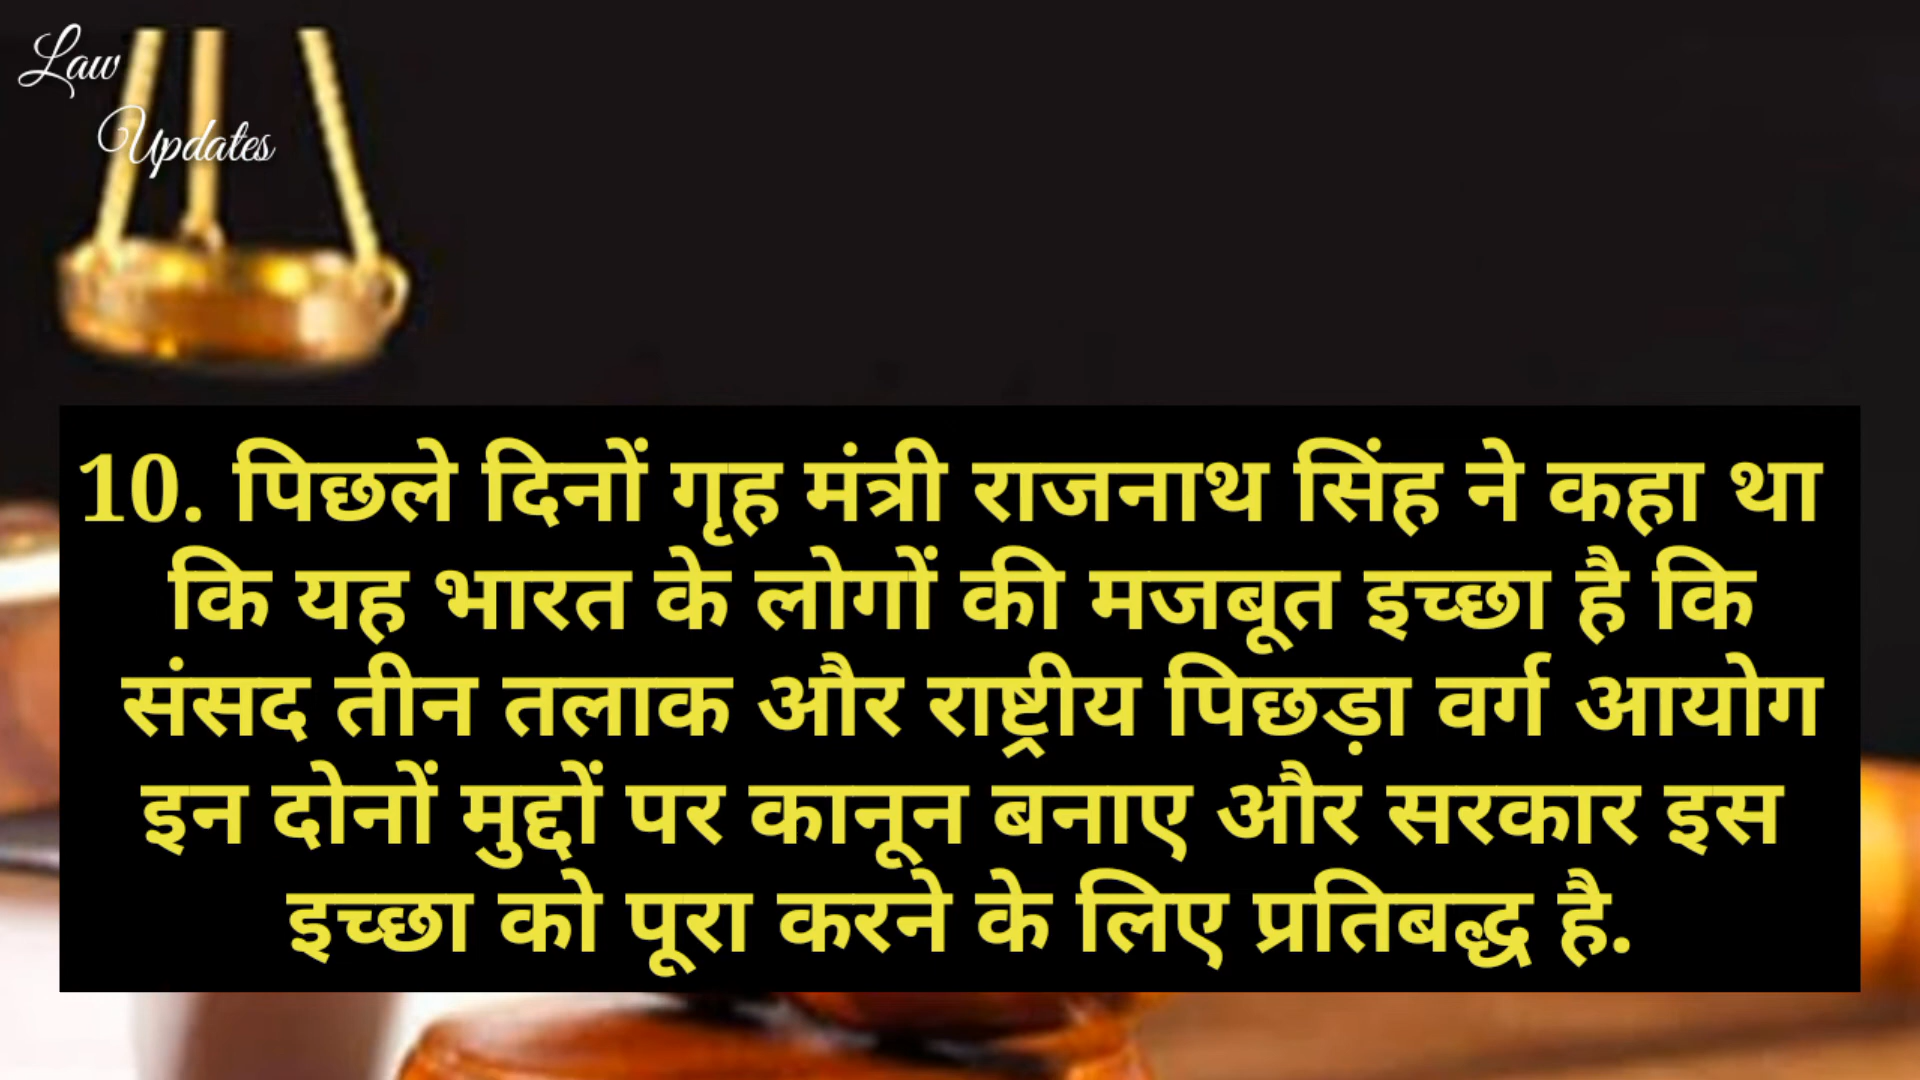 Law
Updates
10. पिछले दिनों गृह मंत्री राजनाथ सिंह ने कहा था
कि यह भारत के लोगों की मजबूत इच्छा है कि
संसद तीन तलाक और राष्ट्रीय पिछड़ा वर्ग आयोग
इन दोनों मुद्दों पर कानून बनाए और सरकार इस
इच्छा को पूरा करने के लिए प्रतिबद्ध है.